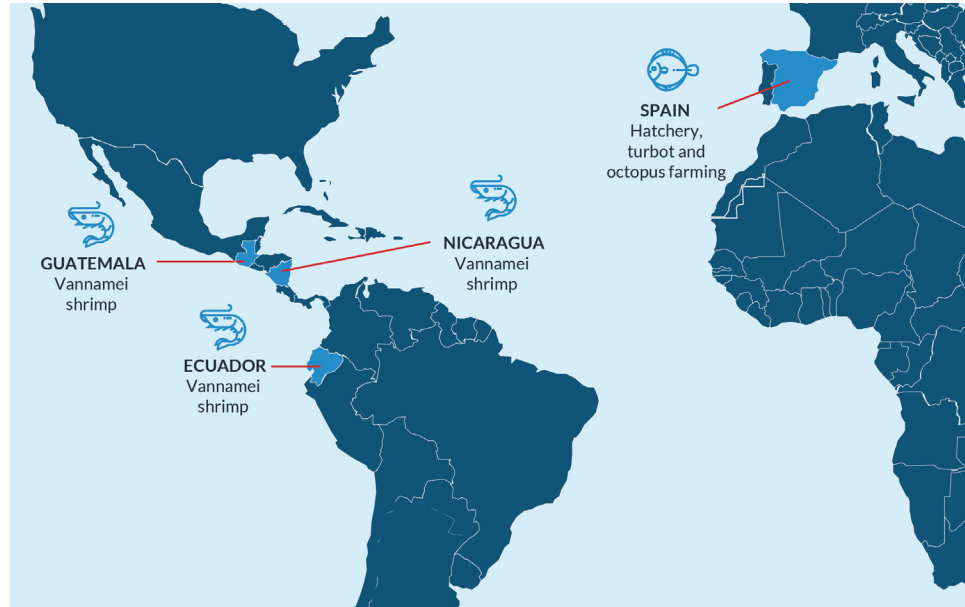 SPAIN
Hatchery,
turbot and
octopus farming
GUATEMALA
Vannamei
shrimp
NICARAGUA
Vannamei
shrimp
ECUADOR
Vannamei
shrimp